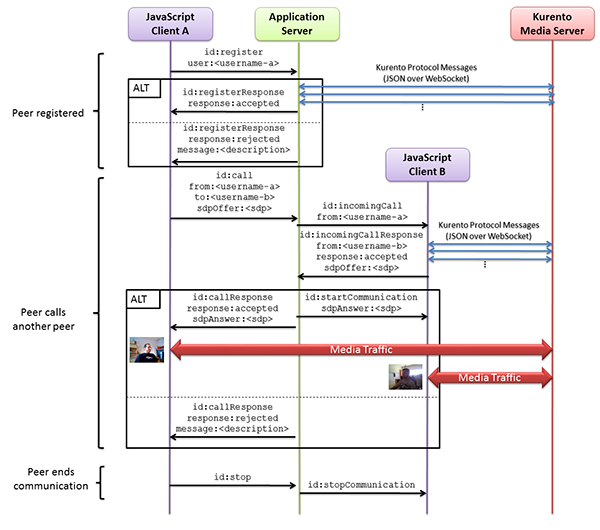 JavaScript
Client A
Application
Server
Kurento
Media Server
id:register
user:<username-a>
Kurento Protocol Messages
(JSON over WebSocket)
Peer registered
ALT
id:registerResponse
response:accepted
id:registerResponse
response:rejected
message:<description>
JavaScript
Client B
id:call
from:<username-a>
to:<username-b>
sdpOffer:<sdp>
id:incomingCall
from:<username-a>
Kurento Protocol Messages
(JSON over WebSocket)
id:incomingCallResponse
from:<username-b>
response:accepted
sdpOffer:<sdp>
Peer calls
another peer
ALT
id:callResponse
response:accepted
sdpAnswer:<sdp>
id:startCommunication
sdpAnswer:<sdp>
Media Traffic
Media Traffic
id:callResponse
response:rejected
message:<description>
Peer ends
communication
id:stop
id:stopCommunication